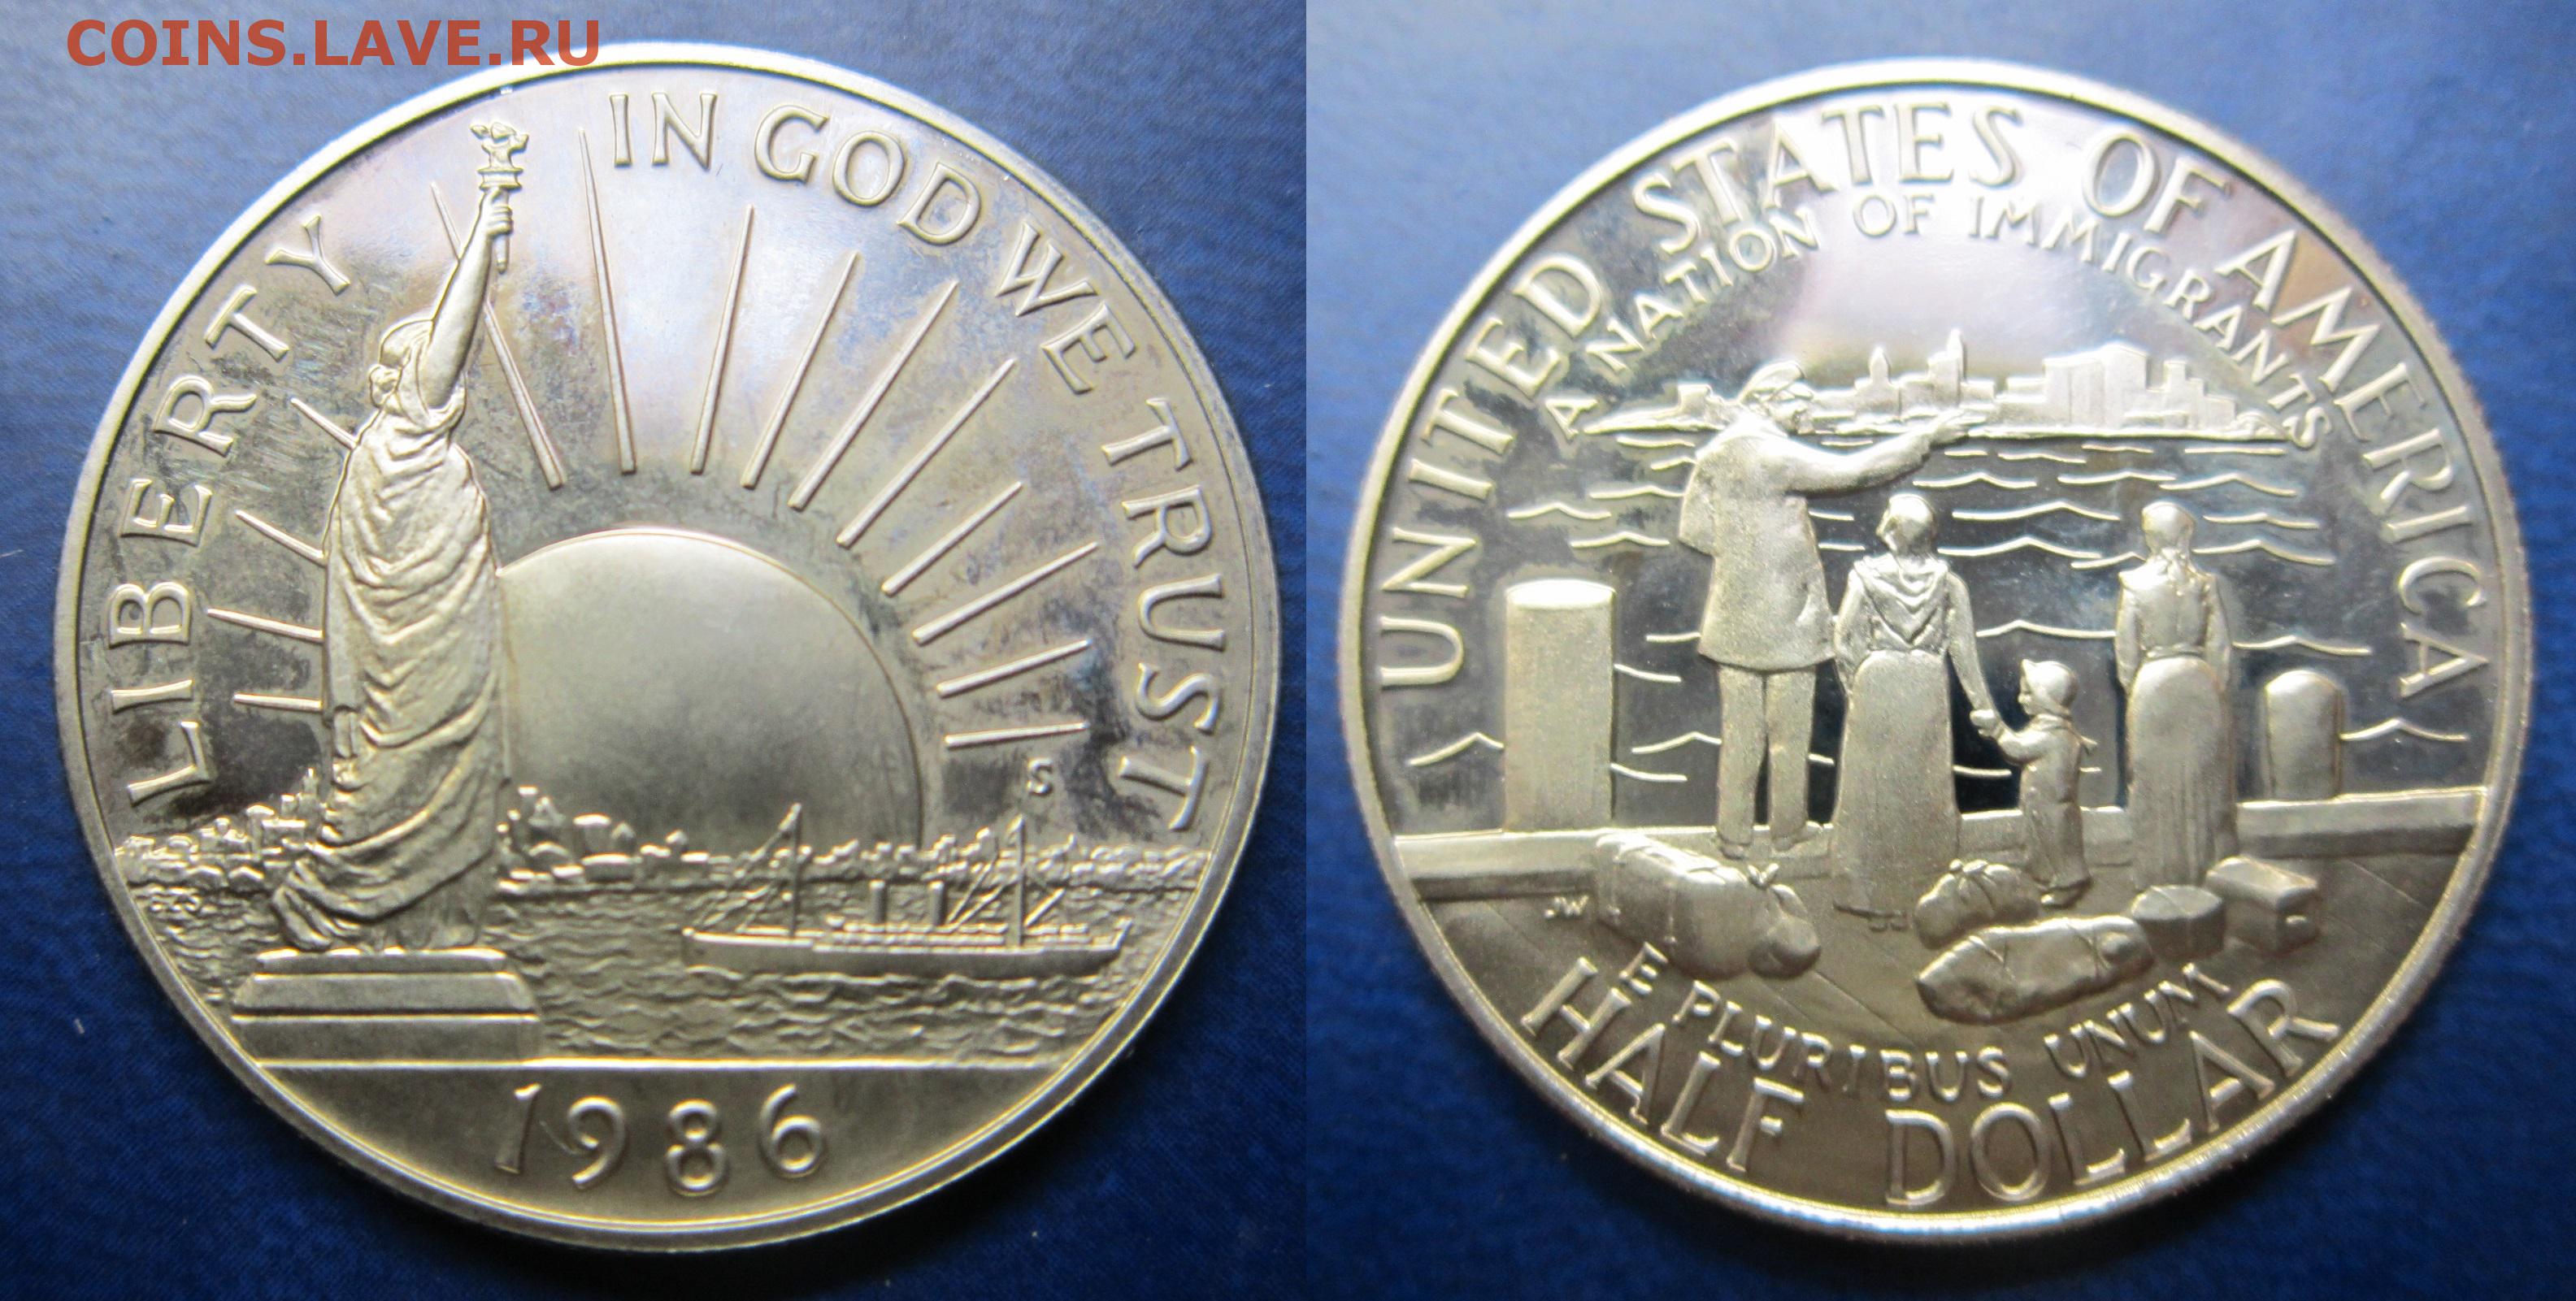 COINS.LAVE.RU
LIBERTY
IN GOD WE TRUST
S
1986
UNITED STATES OF AMERICA
A NATION OF IMMIGRANTS
JW
E PLURIBUS UNUM
HALF DOLLAR